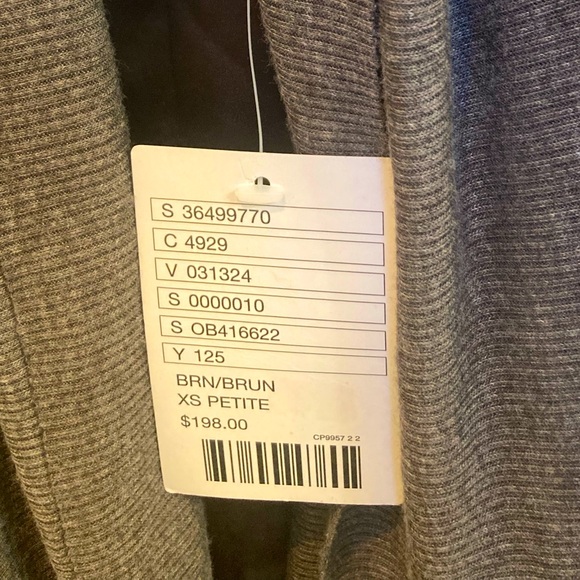 S 36499770
C 4929
V 031324
S 0000010
S OB416622
Y 125
BRN/BRUN
XS PETITE
$198.00
CP9957 2 2